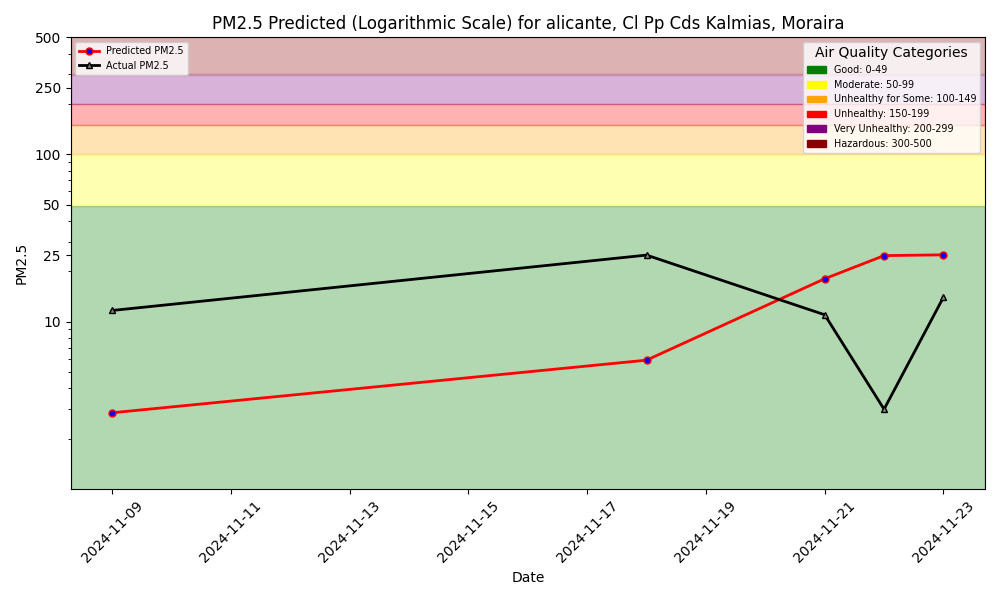 PM2.5 Predicted (Logarithmic Scale) for alicante, Cl Pp Cds Kalmias, Moraira
Predicted PM2.5
Actual PM2.5
Air Quality Categories
Good: 0-49
Moderate: 50-99
Unhealthy for Some: 100-149
Unhealthy: 150-199
Very Unhealthy: 200-299
Hazardous: 300-500
500
250
100
50
25
10
PM2.5
2024-11-09
2024-11-11
2024-11-13
2024-11-15
2024-11-17
2024-11-19
2024-11-21
2024-11-23
Date